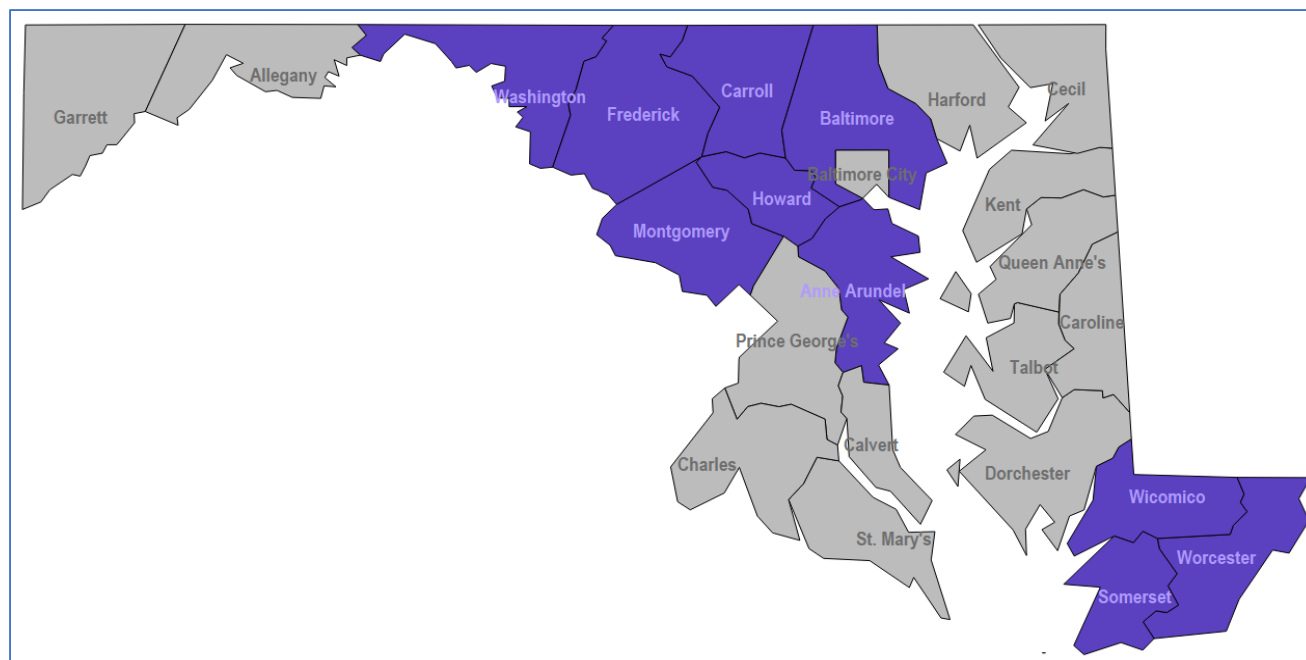 Allegany
Cecil
Carroll
Washington
Harford
Garrett
Frederick
Baltimore
Baltimore City
Howard
Kent
Montgomery
Queen Anne's
Anne Arundel
Caroline
Prince George's
Talbot
Calvert
Charles
Dorchester
Wicomico
St. Mary's
Worcester
Somerset